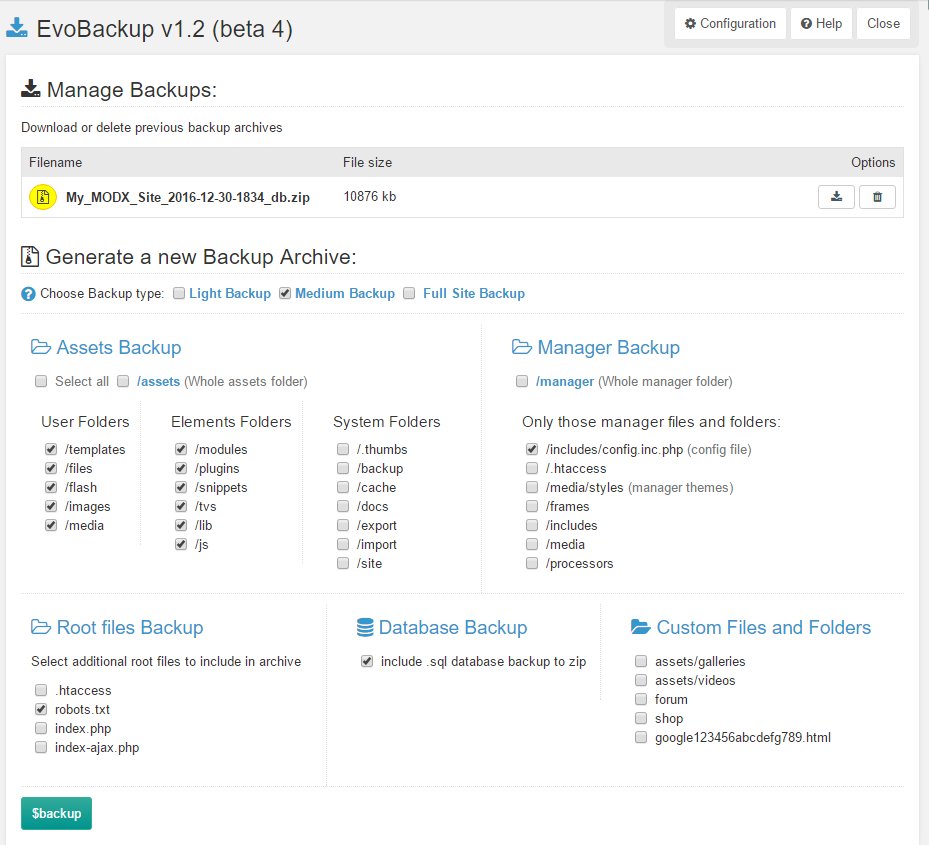 EvoBackup v1.2 (beta 4)
Configuration
Help
Close
Manage Backups:
Download or delete previous backup archives
Filename File size Options
My_MODX_Site_2016-12-30-1834_db.zip 10876 kb
Generate a new Backup Archive:
Choose Backup type: Light Backup Medium Backup Full Site Backup
Assets Backup
Select all /assets (Whole assets folder)
User Folders
/templates
/files
/flash
/images
/media
Elements Folders
/modules
/plugins
/snippets
/tvs
/lib
/js
System Folders
/.thumbs
/backup
/cache
/docs
/export
/import
/site
Manager Backup
/manager (Whole manager folder)
Only those manager files and folders:
/includes/config.inc.php (config file)
/.htaccess
/media/styles (manager themes)
/frames
/includes
/media
/processors
Root files Backup
Select additional root files to include in archive
.htaccess
robots.txt
index.php
index-ajax.php
Database Backup
include .sql database backup to zip
Custom Files and Folders
assets/galleries
assets/videos
forum
shop
google123456abcdefg789.html
$backup